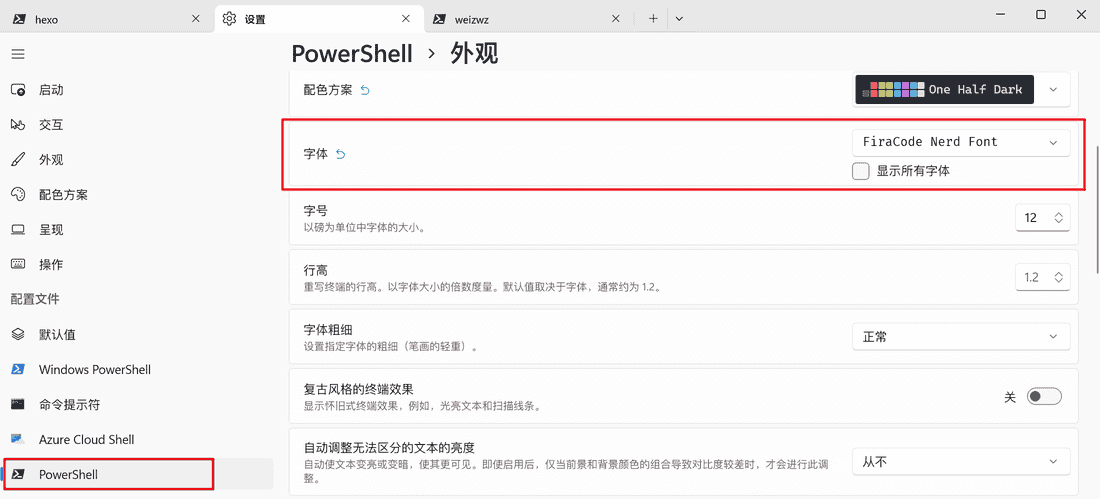 hexo
设置
weizwz
PowerShell › 外观
启动
交互
外观
配色方案
呈现
操作
配置文件
默认值
Windows PowerShell
命令提示符
Azure Cloud Shell
PowerShell
配色方案
One Half Dark
字体
FiraCode Nerd Font
显示所有字体
字号
以磅为单位中字体的大小。
12
行高
重写终端的行高。以字体大小的倍数度量。默认值取决于字体，通常约为 1.2。
1.2
字体粗细
设置指定字体的粗细（笔画的轻重）。
正常
复古风格的终端效果
显示怀旧式终端效果，例如，光亮文本和扫描线条。
关
自动调整无法区分的文本的亮度
自动使文本变亮或变暗，使其更可见。即使启用后，仅当前景和背景颜色的组合导致对比度较差时，才会进行此调
整。
从不